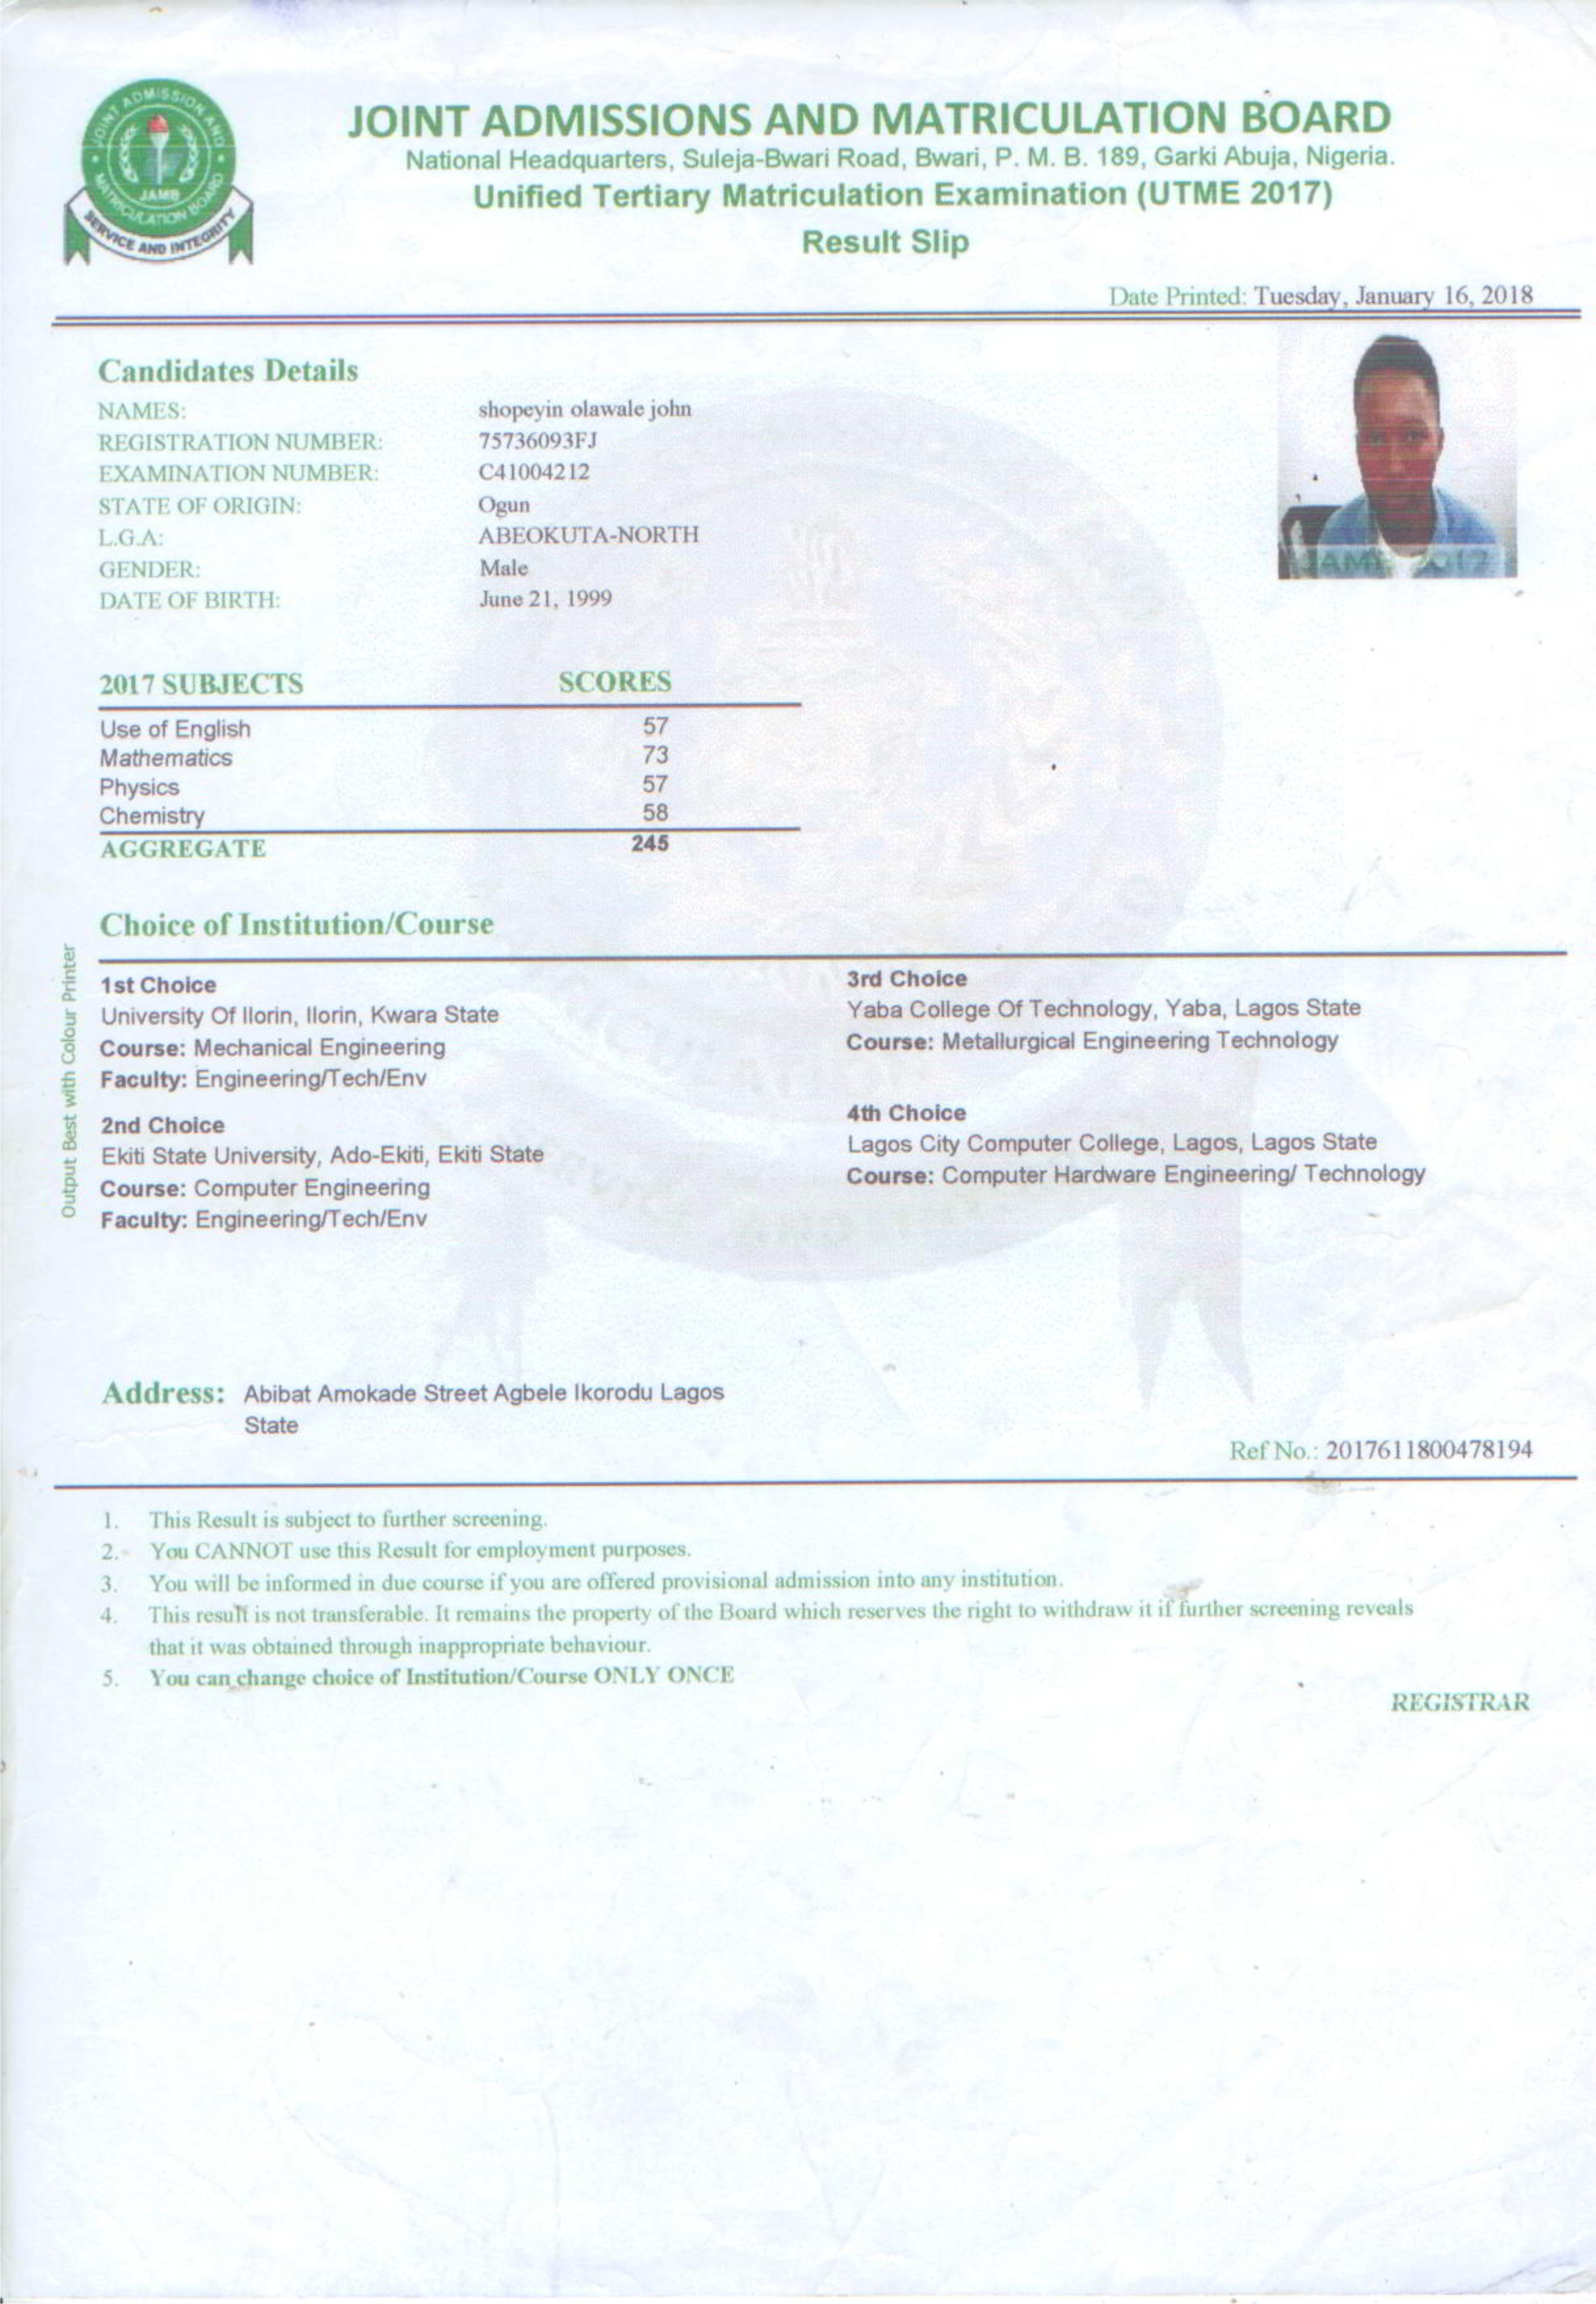 JOINT ADMISSION AND
MATRICULATION BOARD
JAMB
SERVICE AND INTEGRITY
JOINT ADMISSIONS AND MATRICULATION BOARD
National Headquarters, Suleja-Bwari Road, Bwari, P. M. B. 189, Garki Abuja, Nigeria.
Unified Tertiary Matriculation Examination (UTME 2017)
Result Slip
Date Printed: Tuesday, January 16, 2018
Candidates Details
NAMES: shopeyin olawale john
REGISTRATION NUMBER: 75736093FJ
EXAMINATION NUMBER: C41004212
STATE OF ORIGIN: Ogun
L.G.A: ABEOKUTA-NORTH
GENDER: Male
DATE OF BIRTH: June 21, 1999
2017 SUBJECTS SCORES
Use of English 57
Mathematics 73
Physics 57
Chemistry 58
AGGREGATE 245
Choice of Institution/Course
1st Choice
University Of Ilorin, Ilorin, Kwara State
Course: Mechanical Engineering
Faculty: Engineering/Tech/Env
2nd Choice
Ekiti State University, Ado-Ekiti, Ekiti State
Course: Computer Engineering
Faculty: Engineering/Tech/Env
3rd Choice
Yaba College Of Technology, Yaba, Lagos State
Course: Metallurgical Engineering Technology
4th Choice
Lagos City Computer College, Lagos, Lagos State
Course: Computer Hardware Engineering/ Technology
Output Best with Colour Printer
Address: Abibat Amokade Street Agbele Ikorodu Lagos
State
Ref No.: 2017611800478194
1. This Result is subject to further screening.
2. You CANNOT use this Result for employment purposes.
3. You will be informed in due course if you are offered provisional admission into any institution.
4. This result is not transferable. It remains the property of the Board which reserves the right to withdraw it if further screening reveals
that it was obtained through inappropriate behaviour.
5. You can change choice of Institution/Course ONLY ONCE
REGISTRAR